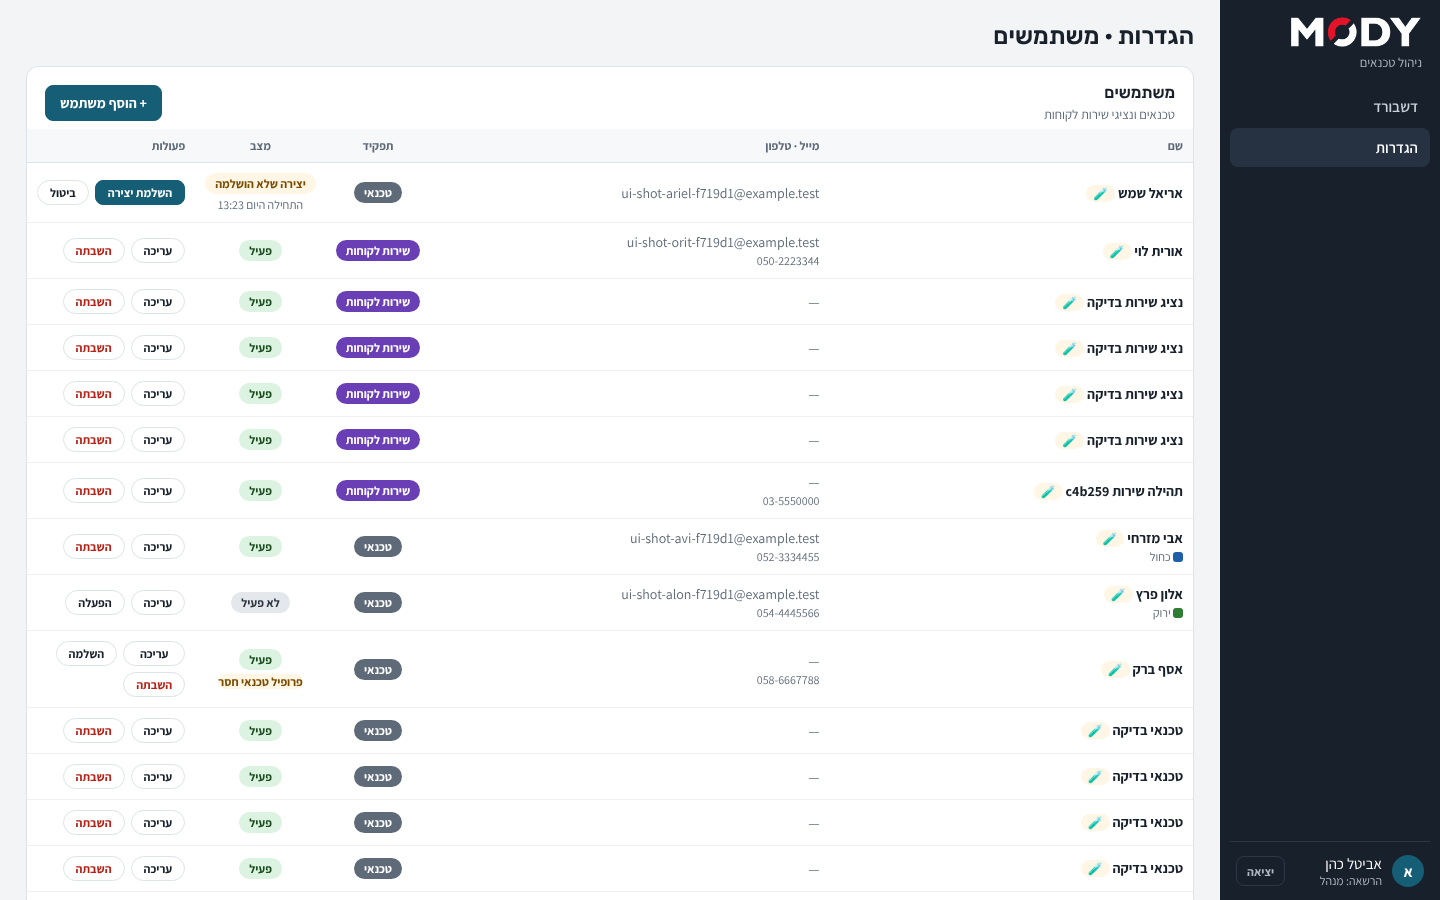 MODY
ניהול טכנאים
דשבורד
הגדרות
אביטל כהן
הרשאה: מנהל
א
יציאה
הגדרות • משתמשים
משתמשים
טכנאים ונציגי שירות לקוחות
+ הוסף משתמש
שם מייל · טלפון תפקיד מצב פעולות
אריאל שמש ui-shot-ariel-f719d1@example.test טכנאי יצירה שלא הושלמה השלמת יצירה ביטול
התחילה היום 13:23
אורית לוי ui-shot-orit-f719d1@example.test שירות לקוחות פעיל עריכה השבתה
050-2223344
נציג שירות בדיקה — שירות לקוחות פעיל עריכה השבתה
נציג שירות בדיקה — שירות לקוחות פעיל עריכה השבתה
נציג שירות בדיקה — שירות לקוחות פעיל עריכה השבתה
נציג שירות בדיקה — שירות לקוחות פעיל עריכה השבתה
תהילה שירות c4b259 — שירות לקוחות פעיל עריכה השבתה
03-5550000
אבי מזרחי ui-shot-avi-f719d1@example.test טכנאי פעיל עריכה השבתה
כחול 052-3334455
אלון פרץ ui-shot-alon-f719d1@example.test טכנאי לא פעיל עריכה הפעלה
ירוק 054-4445566
אסף ברק — טכנאי פעיל עריכה השלמה
058-6667788 פרופיל טכנאי חסר השבתה
טכנאי בדיקה — טכנאי פעיל עריכה השבתה
טכנאי בדיקה — טכנאי פעיל עריכה השבתה
טכנאי בדיקה — טכנאי פעיל עריכה השבתה
טכנאי בדיקה — טכנאי פעיל עריכה השבתה